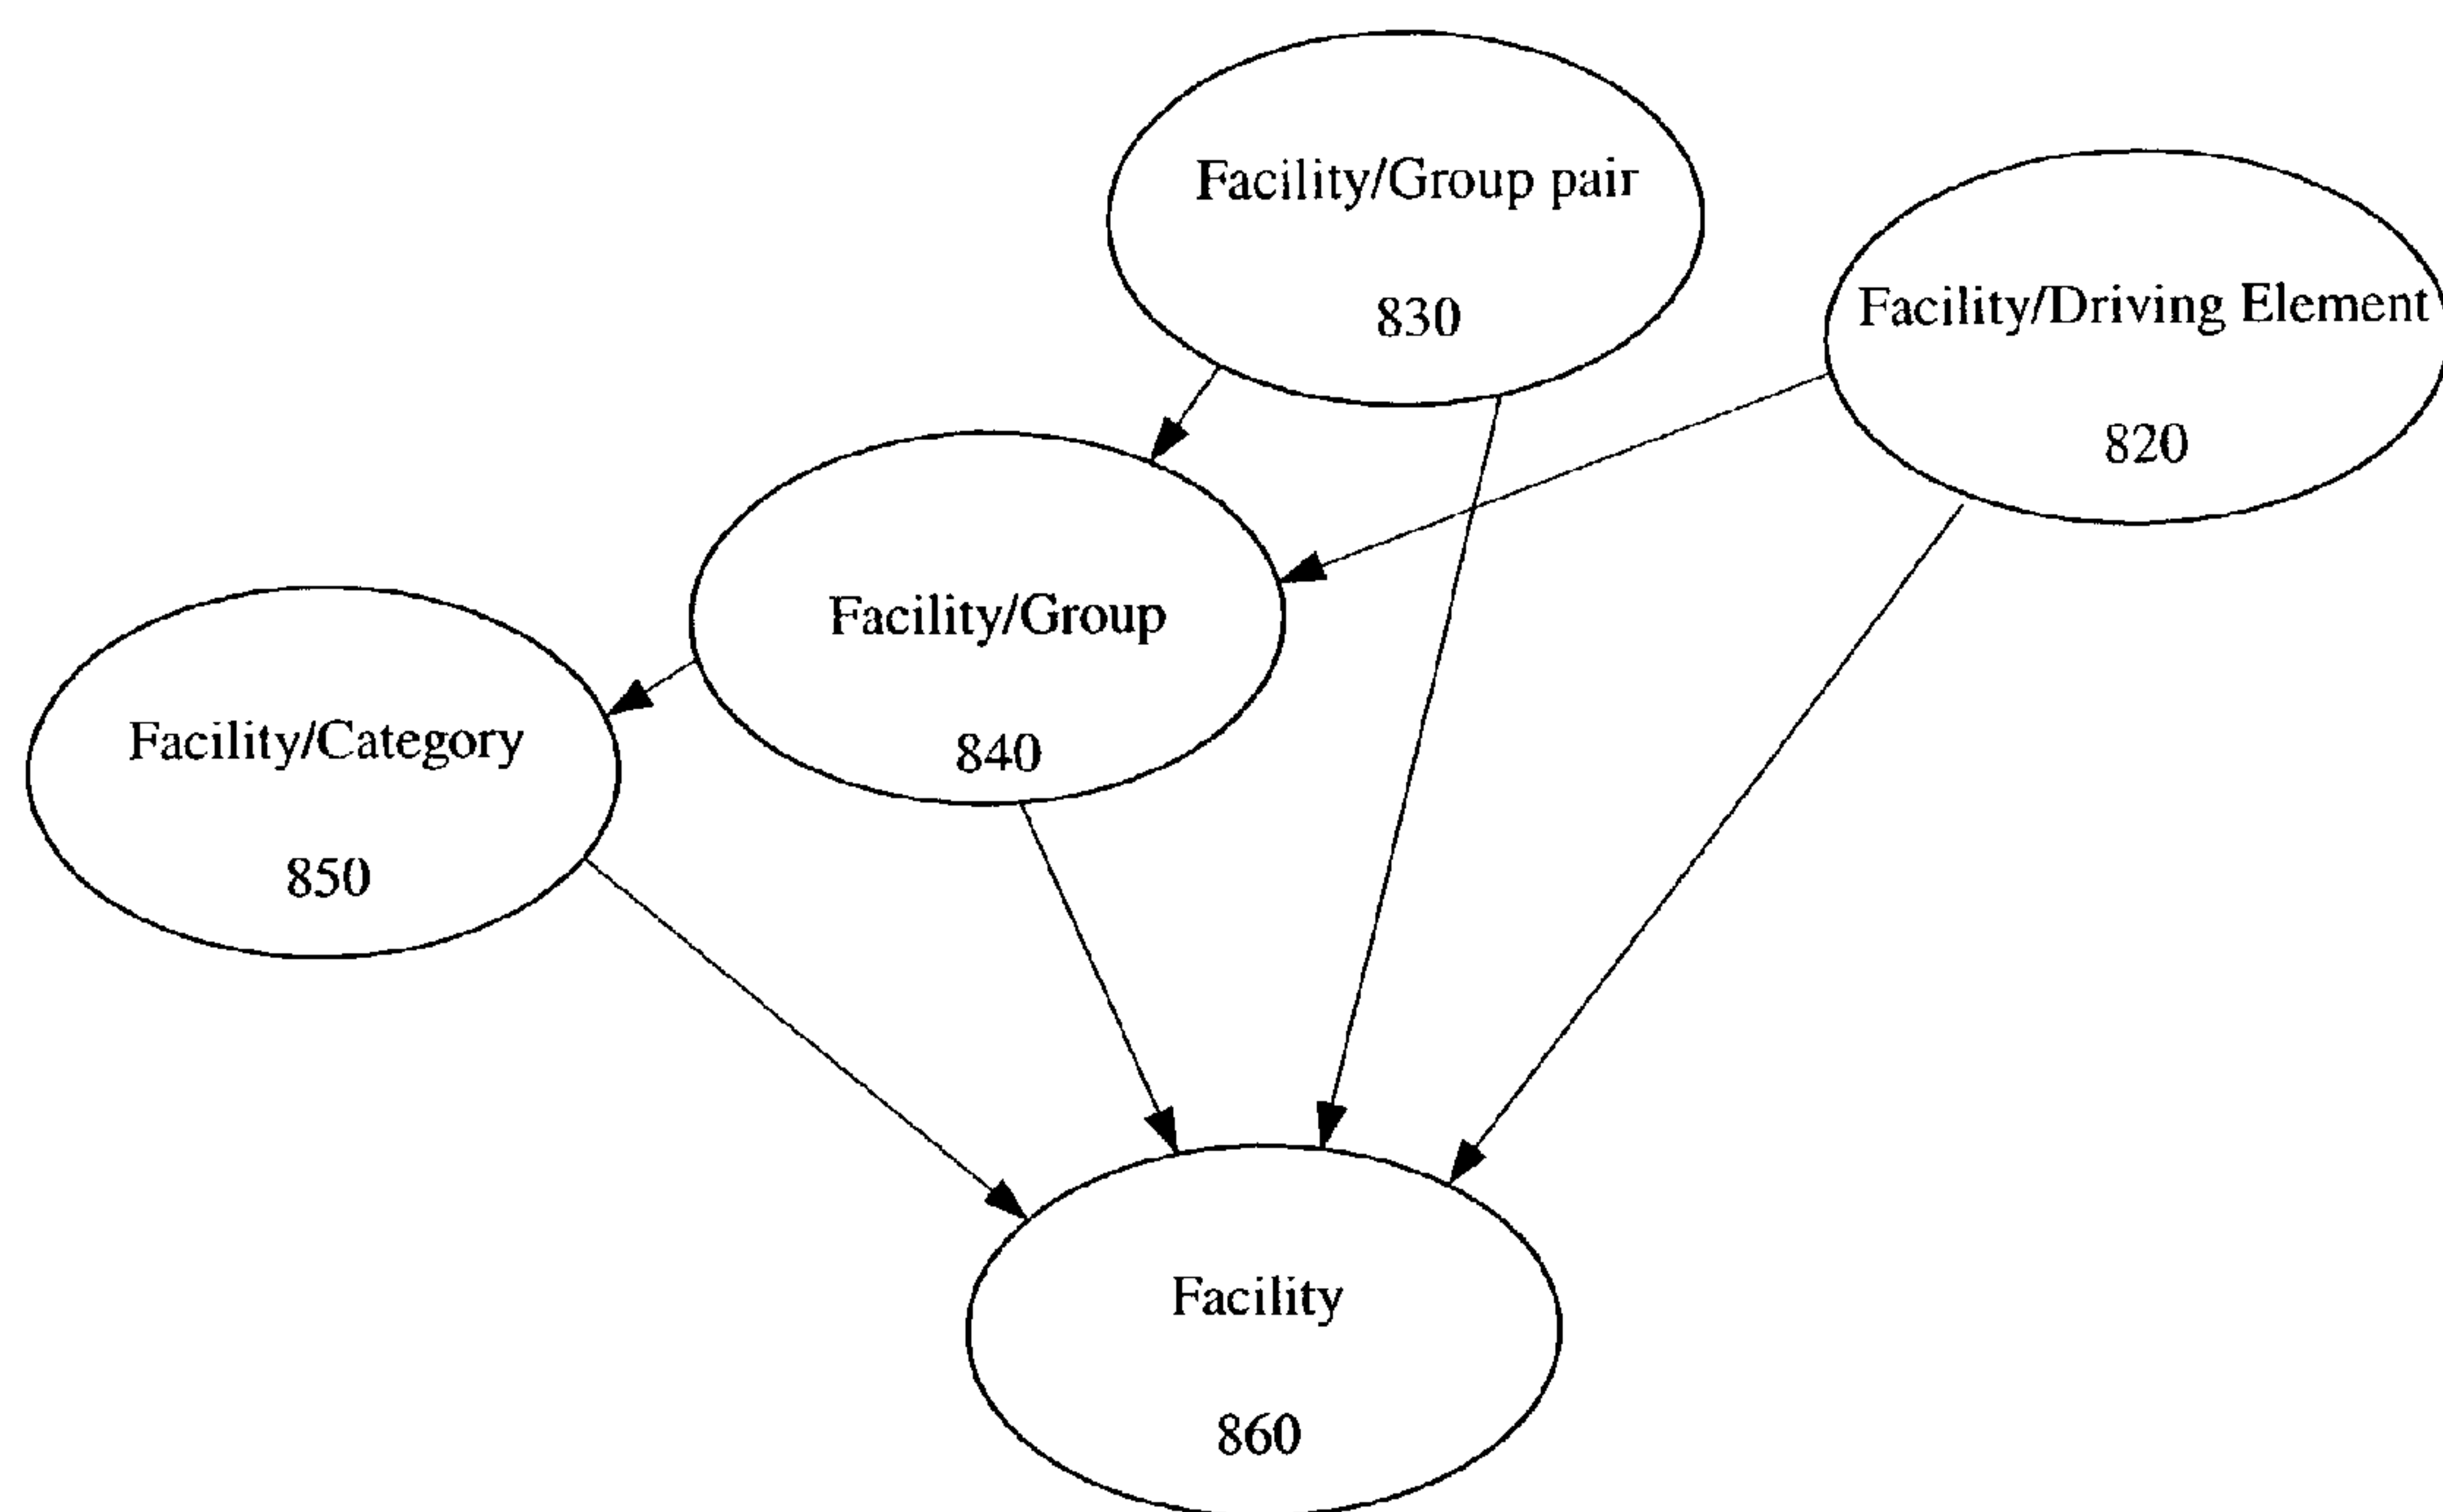 Facility/Group pair
830
Facility/Driving Element
820
Facility/Group
840
Facility/Category
850
Facility
860